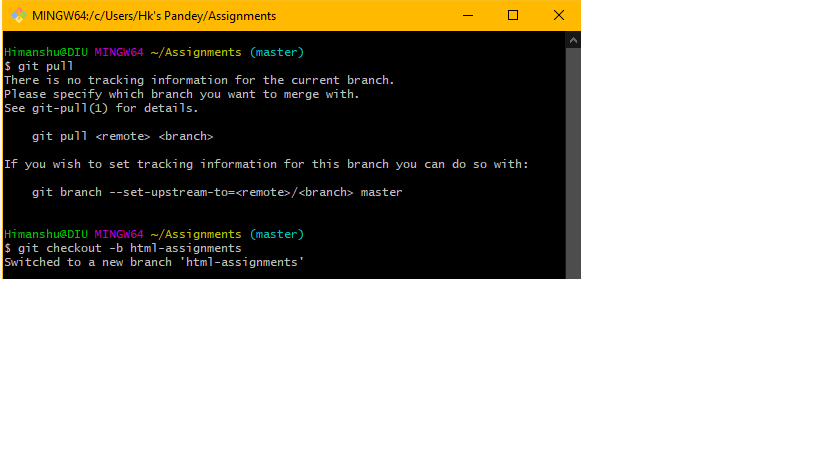 MINGW64:/c/Users/Hk's Pandey/Assignments
Himanshu@DIU MINGW64 ~/Assignments (master)
$ git pull
There is no tracking information for the current branch.
Please specify which branch you want to merge with.
See git-pull(1) for details.
git pull <remote> <branch>
If you wish to set tracking information for this branch you can do so with:
git branch --set-upstream-to=<remote>/<branch> master
Himanshu@DIU MINGW64 ~/Assignments (master)
$ git checkout -b html-assignments
Switched to a new branch 'html-assignments'